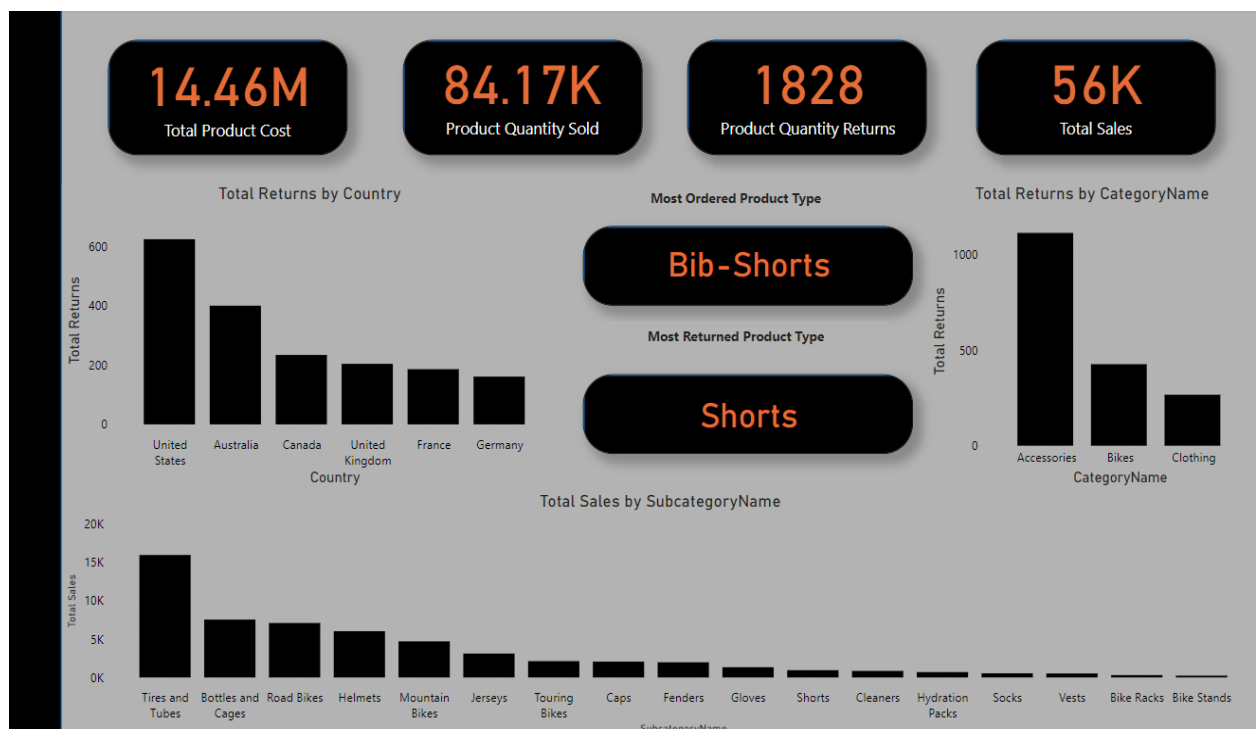 14.46M
Total Product Cost
84.17K
Product Quantity Sold
1828
Product Quantity Returns
56K
Total Sales
Total Returns by Country
Total Returns
600
400
200
0
United
States
Australia
Canada
United
Kingdom
France
Germany
Country
Most Ordered Product Type
Bib-Shorts
Most Returned Product Type
Shorts
Total Returns by CategoryName
Total Returns
1000
500
0
Accessories
Bikes
Clothing
CategoryName
Total Sales by SubcategoryName
Total Sales
20K
15K
10K
5K
0K
Tires and
Tubes
Bottles and
Cages
Road Bikes
Helmets
Mountain
Bikes
Jerseys
Touring
Bikes
Caps
Fenders
Gloves
Shorts
Cleaners
Hydration
Packs
Socks
Vests
Bike Racks
Bike Stands
SubcategoryName